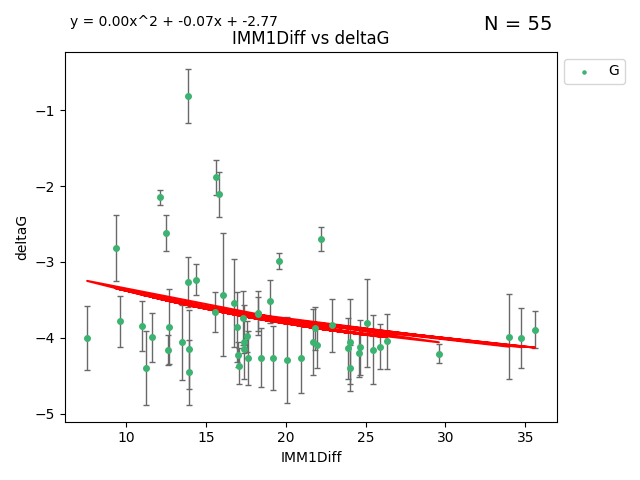 y = 0.00x^2 + -0.07x + -2.77
N = 55
IMM1Diff vs deltaG
G
deltaG
−1
−2
−3
−4
−5
10 15 20 25 30 35
IMM1Diff